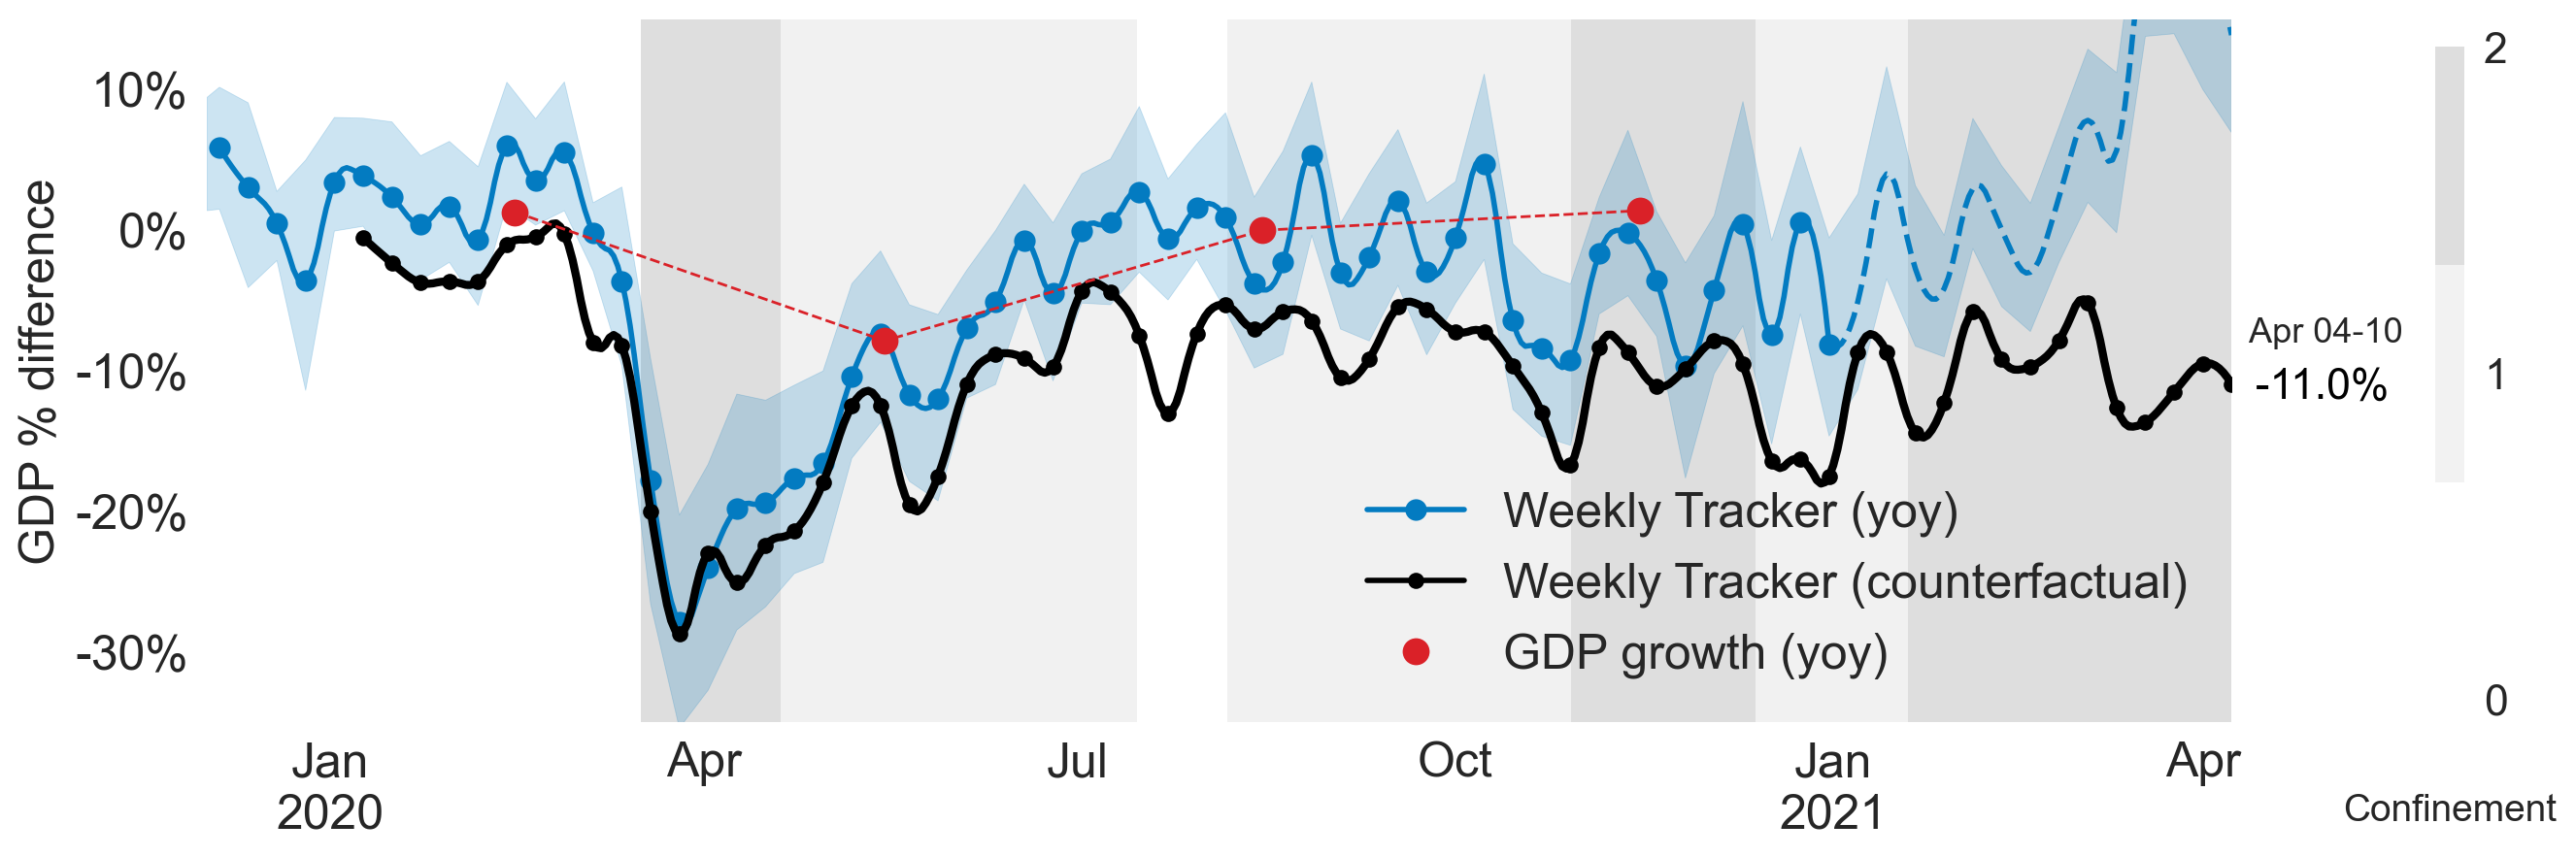 GDP % difference
10%
0%
-10%
-20%
-30%
Weekly Tracker (yoy)
Weekly Tracker (counterfactual)
GDP growth (yoy)
Jan
2020
Apr
Jul
Oct
Jan
2021
Apr
Apr 04-10
-11.0%
2
1
0
Confinement